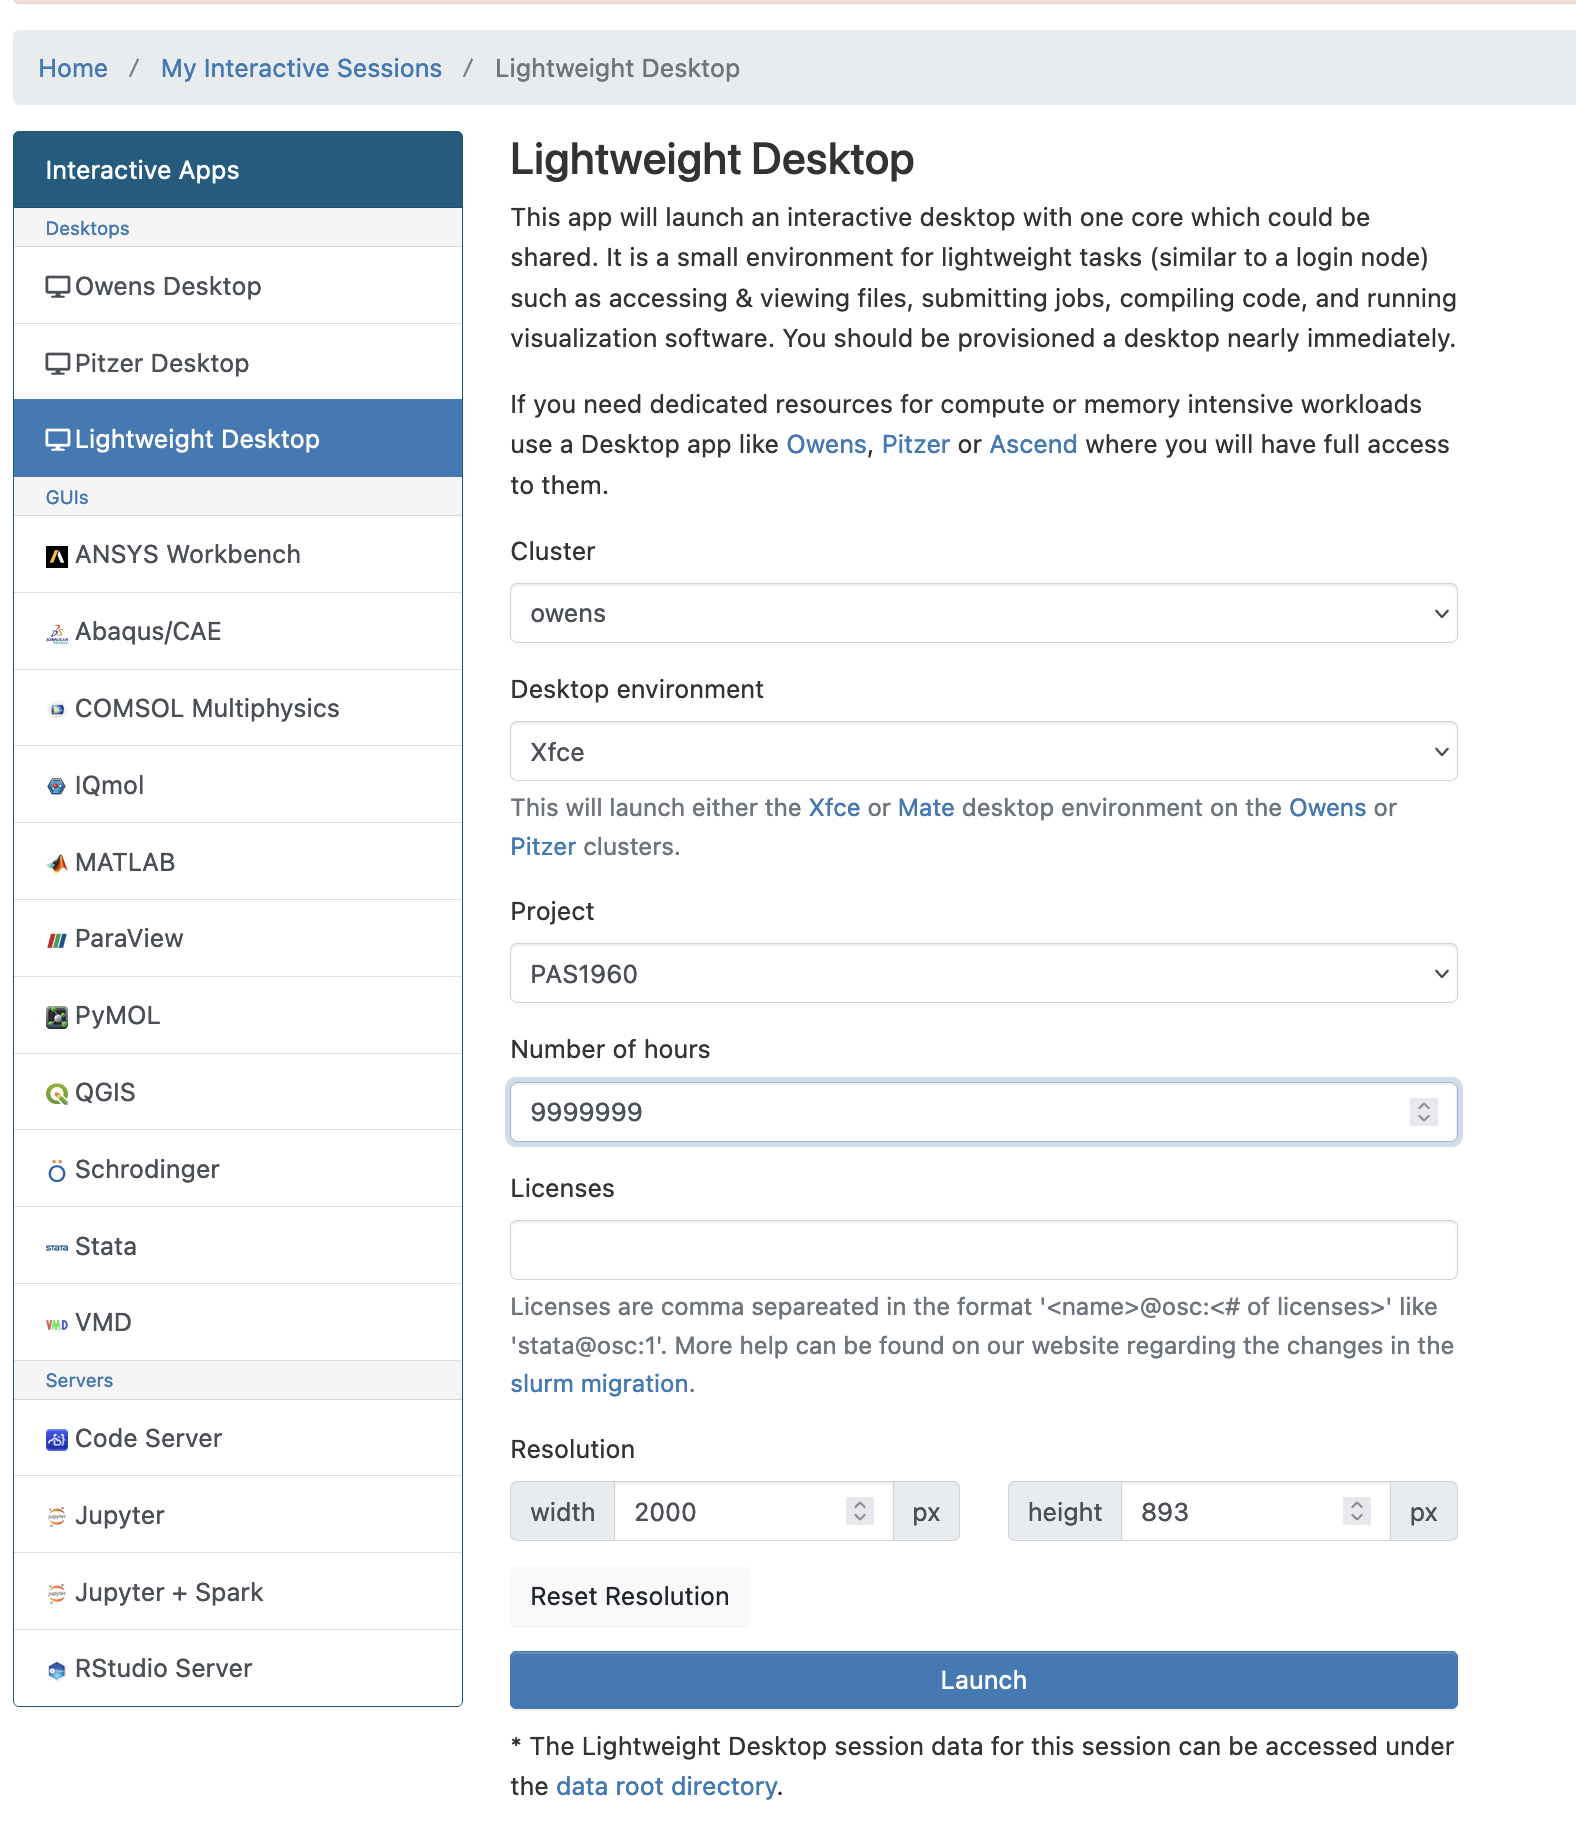 Home / My Interactive Sessions / Lightweight Desktop
Interactive Apps
Desktops
Owens Desktop
Pitzer Desktop
Lightweight Desktop
GUIs
ANSYS Workbench
Abaqus/CAE
COMSOL Multiphysics
IQmol
MATLAB
ParaView
PyMOL
QGIS
Schrodinger
Stata
VMD
Servers
Code Server
Jupyter
Jupyter + Spark
RStudio Server
Lightweight Desktop
This app will launch an interactive desktop with one core which could be
shared. It is a small environment for lightweight tasks (similar to a login node)
such as accessing & viewing files, submitting jobs, compiling code, and running
visualization software. You should be provisioned a desktop nearly immediately.
If you need dedicated resources for compute or memory intensive workloads
use a Desktop app like Owens, Pitzer or Ascend where you will have full access
to them.
Cluster
owens
Desktop environment
Xfce
This will launch either the Xfce or Mate desktop environment on the Owens or
Pitzer clusters.
Project
PAS1960
Number of hours
9999999
Licenses
Licenses are comma separeated in the format '<name>@osc:<# of licenses>' like
'stata@osc:1'. More help can be found on our website regarding the changes in the
slurm migration.
Resolution
width 2000 px height 893 px
Reset Resolution
Launch
* The Lightweight Desktop session data for this session can be accessed under
the data root directory.